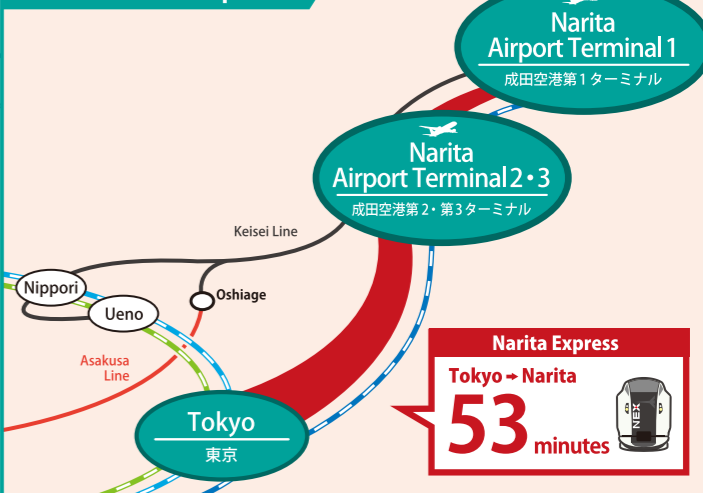 Narita
Airport Terminal 1
成田空港第1ターミナル
Narita
Airport Terminal 2・3
成田空港第2・第3ターミナル
Keisei Line
Nippori
Oshiage
Ueno
Asakusa
Line
Narita Express
Tokyo → Narita
53 minutes
NEX
Tokyo
東京